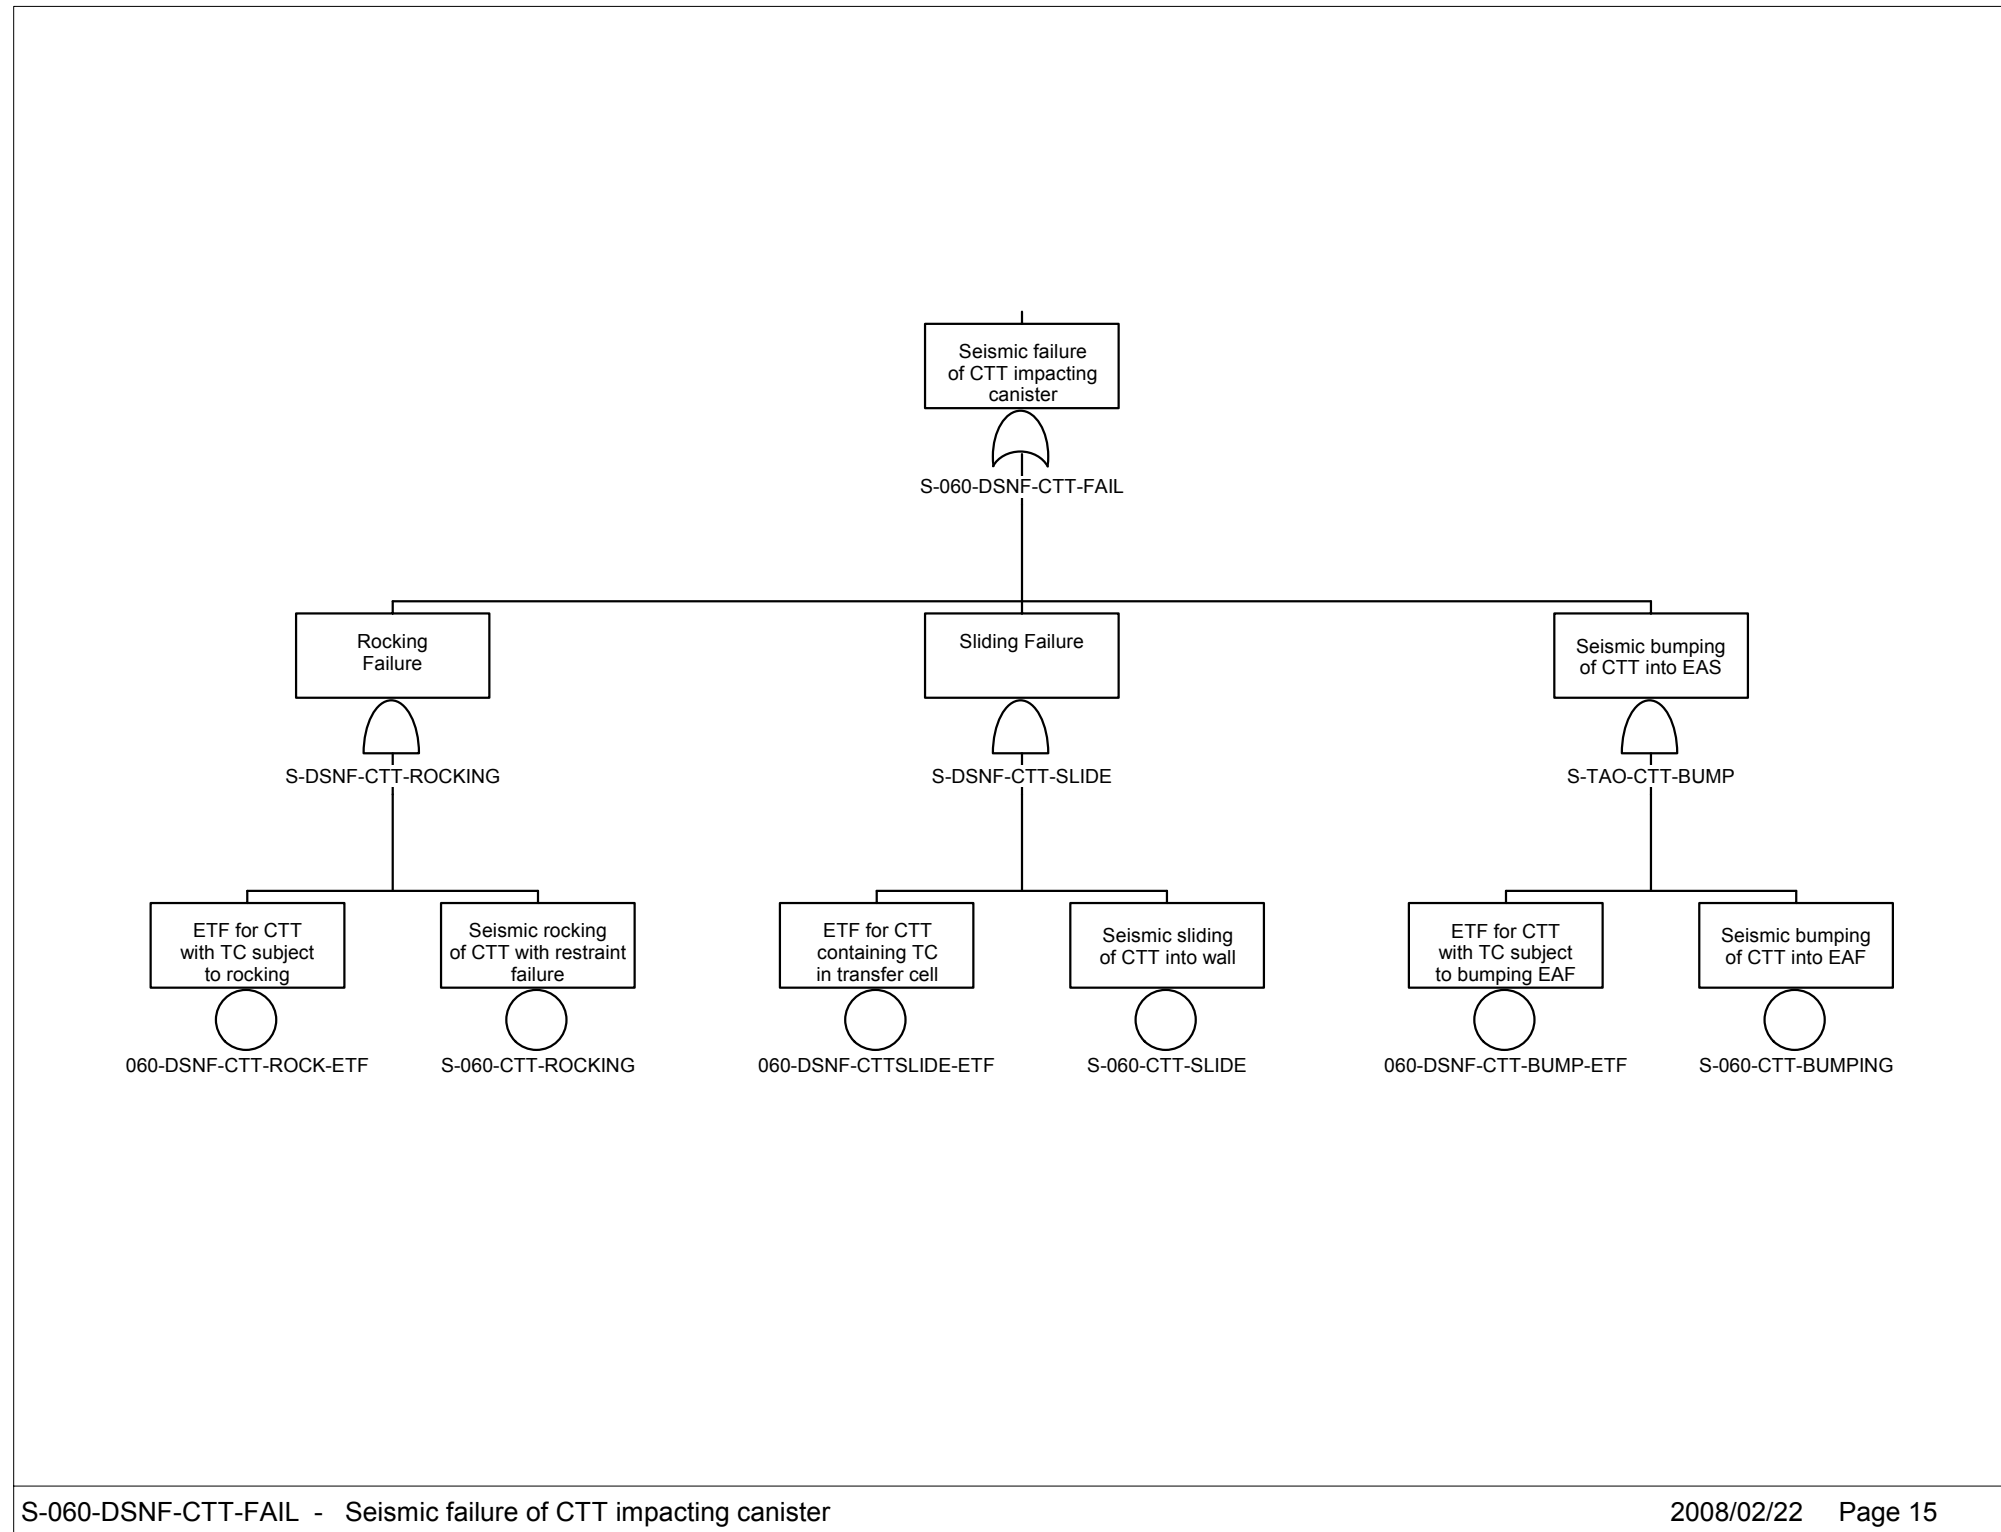 Seismic failure
of CTT impacting
canister
S-060-DSNF-CTT-FAIL
Rocking
Failure
S-DSNF-CTT-ROCKING
Sliding Failure
S-DSNF-CTT-SLIDE
Seismic bumping
of CTT into EAS
S-TAO-CTT-BUMP
ETF for CTT
with TC subject
to rocking
060-DSNF-CTT-ROCK-ETF
Seismic rocking
of CTT with restraint
failure
S-060-CTT-ROCKING
ETF for CTT
containing TC
in transfer cell
060-DSNF-CTTSLIDE-ETF
Seismic sliding
of CTT into wall
S-060-CTT-SLIDE
ETF for CTT
with TC subject
to bumping EAF
060-DSNF-CTT-BUMP-ETF
Seismic bumping
of CTT into EAF
S-060-CTT-BUMPING
S-060-DSNF-CTT-FAIL - Seismic failure of CTT impacting canister
2008/02/22 Page 15